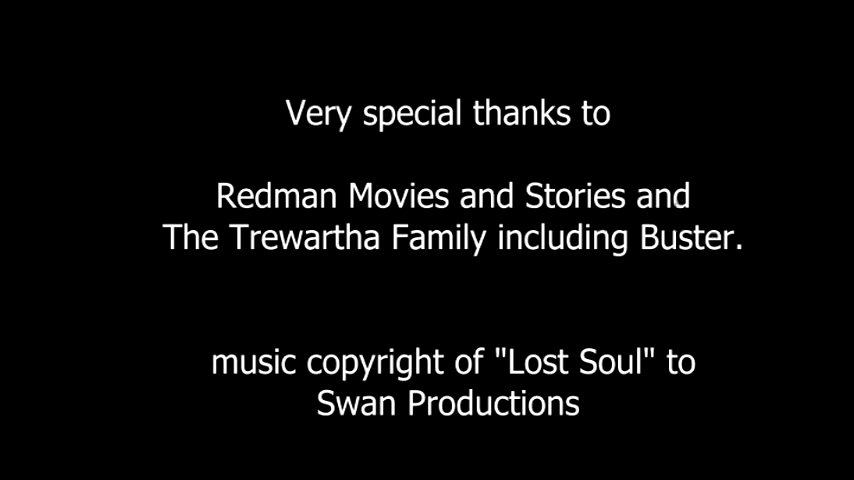 Very special thanks to
Redman Movies and Stories and
The Trewartha Family including Buster.
music copyright of "Lost Soul" to
Swan Productions